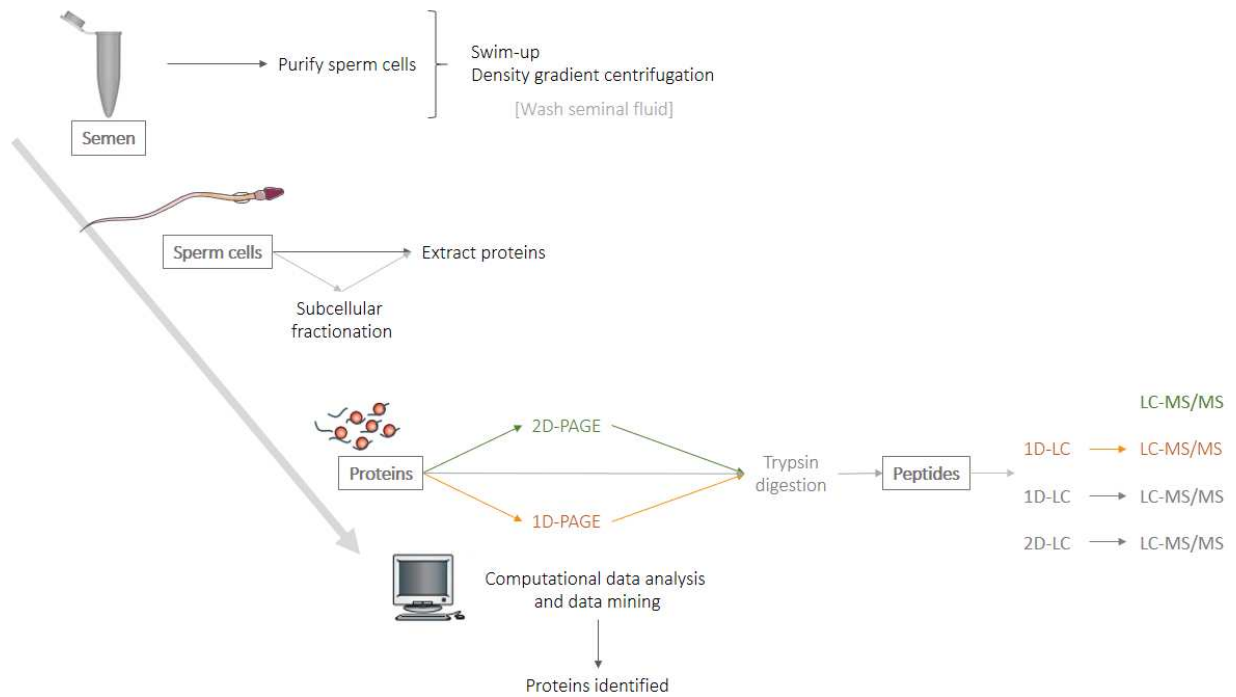 Purify sperm cells
Swim-up
Density gradient centrifugation
[Wash seminal fluid]
Semen
Sperm cells
Extract proteins
Subcellular
fractionation
Proteins
2D-PAGE
1D-PAGE
Trypsin
digestion
Peptides
LC-MS/MS
1D-LC LC-MS/MS
1D-LC LC-MS/MS
2D-LC LC-MS/MS
Computational data analysis
and data mining
Proteins identified